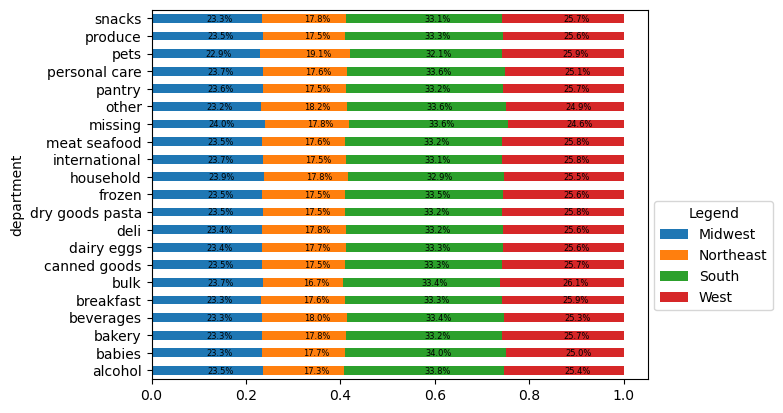 snacks 23.3% 17.8% 33.1% 25.7%
produce 23.5% 17.5% 33.3% 25.6%
pets 22.9% 19.1% 32.1% 25.9%
personal care 23.7% 17.6% 33.6% 25.1%
pantry 23.6% 17.5% 33.2% 25.7%
other 23.2% 18.2% 33.6% 24.9%
missing 24.0% 17.8% 33.6% 24.6%
meat seafood 23.5% 17.6% 33.2% 25.8%
international 23.7% 17.5% 33.1% 25.8%
household 23.9% 17.8% 32.9% 25.5%
frozen 23.5% 17.5% 33.5% 25.6%
dry goods pasta 23.5% 17.5% 33.2% 25.8%
deli 23.4% 17.8% 33.2% 25.6%
dairy eggs 23.4% 17.7% 33.3% 25.6%
canned goods 23.5% 17.5% 33.3% 25.7%
bulk 23.7% 16.7% 33.4% 26.1%
breakfast 23.3% 17.6% 33.3% 25.9%
beverages 23.3% 18.0% 33.4% 25.3%
bakery 23.3% 17.8% 33.2% 25.7%
babies 23.3% 17.7% 34.0% 25.0%
alcohol 23.5% 17.3% 33.8% 25.4%
0.0 0.2 0.4 0.6 0.8 1.0
department
Legend
Midwest
Northeast
South
West